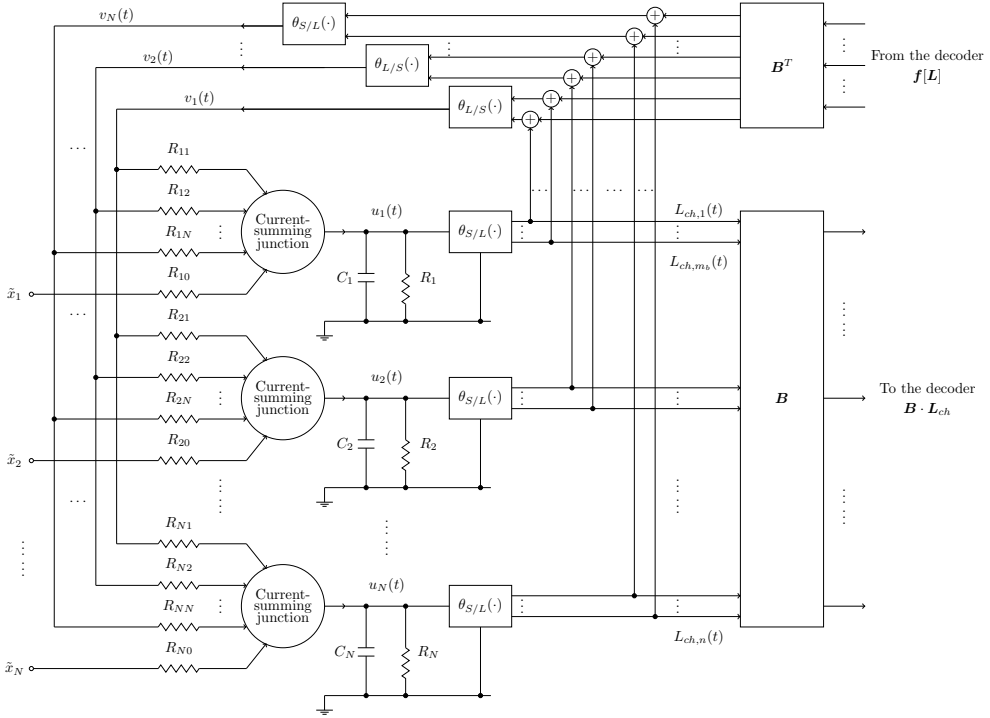 v_N(t)
θ_{S/L}(·)
v_2(t)
θ_{L/S}(·)
v_1(t)
θ_{L/S}(·)
B^T
From the decoder
f[L]
R_{11}
R_{12}
R_{1N}
R_{10}
x̃_1
Current-
summing
junction
u_1(t)
C_1
R_1
θ_{S/L}(·)
L_{ch,1}(t)
L_{ch,m_b}(t)
R_{21}
R_{22}
R_{2N}
R_{20}
x̃_2
Current-
summing
junction
u_2(t)
C_2
R_2
θ_{S/L}(·)
B
To the decoder
B · L_{ch}
R_{N1}
R_{N2}
R_{NN}
R_{N0}
x̃_N
Current-
summing
junction
u_N(t)
C_N
R_N
θ_{S/L}(·)
L_{ch,n}(t)